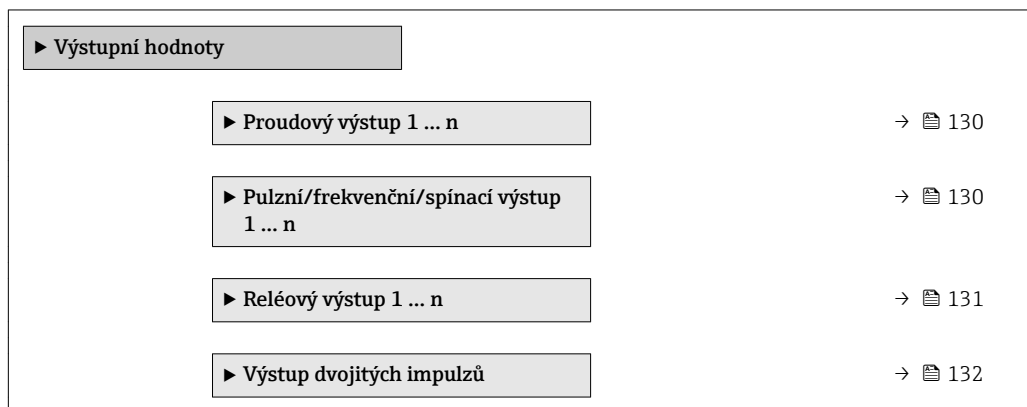 ▶ Výstupní hodnoty
▶ Proudový výstup 1 … n → 130
▶ Pulzní/frekvenční/spínací výstup → 130
1 … n
▶ Reléový výstup 1 … n → 131
▶ Výstup dvojitých impulzů → 132